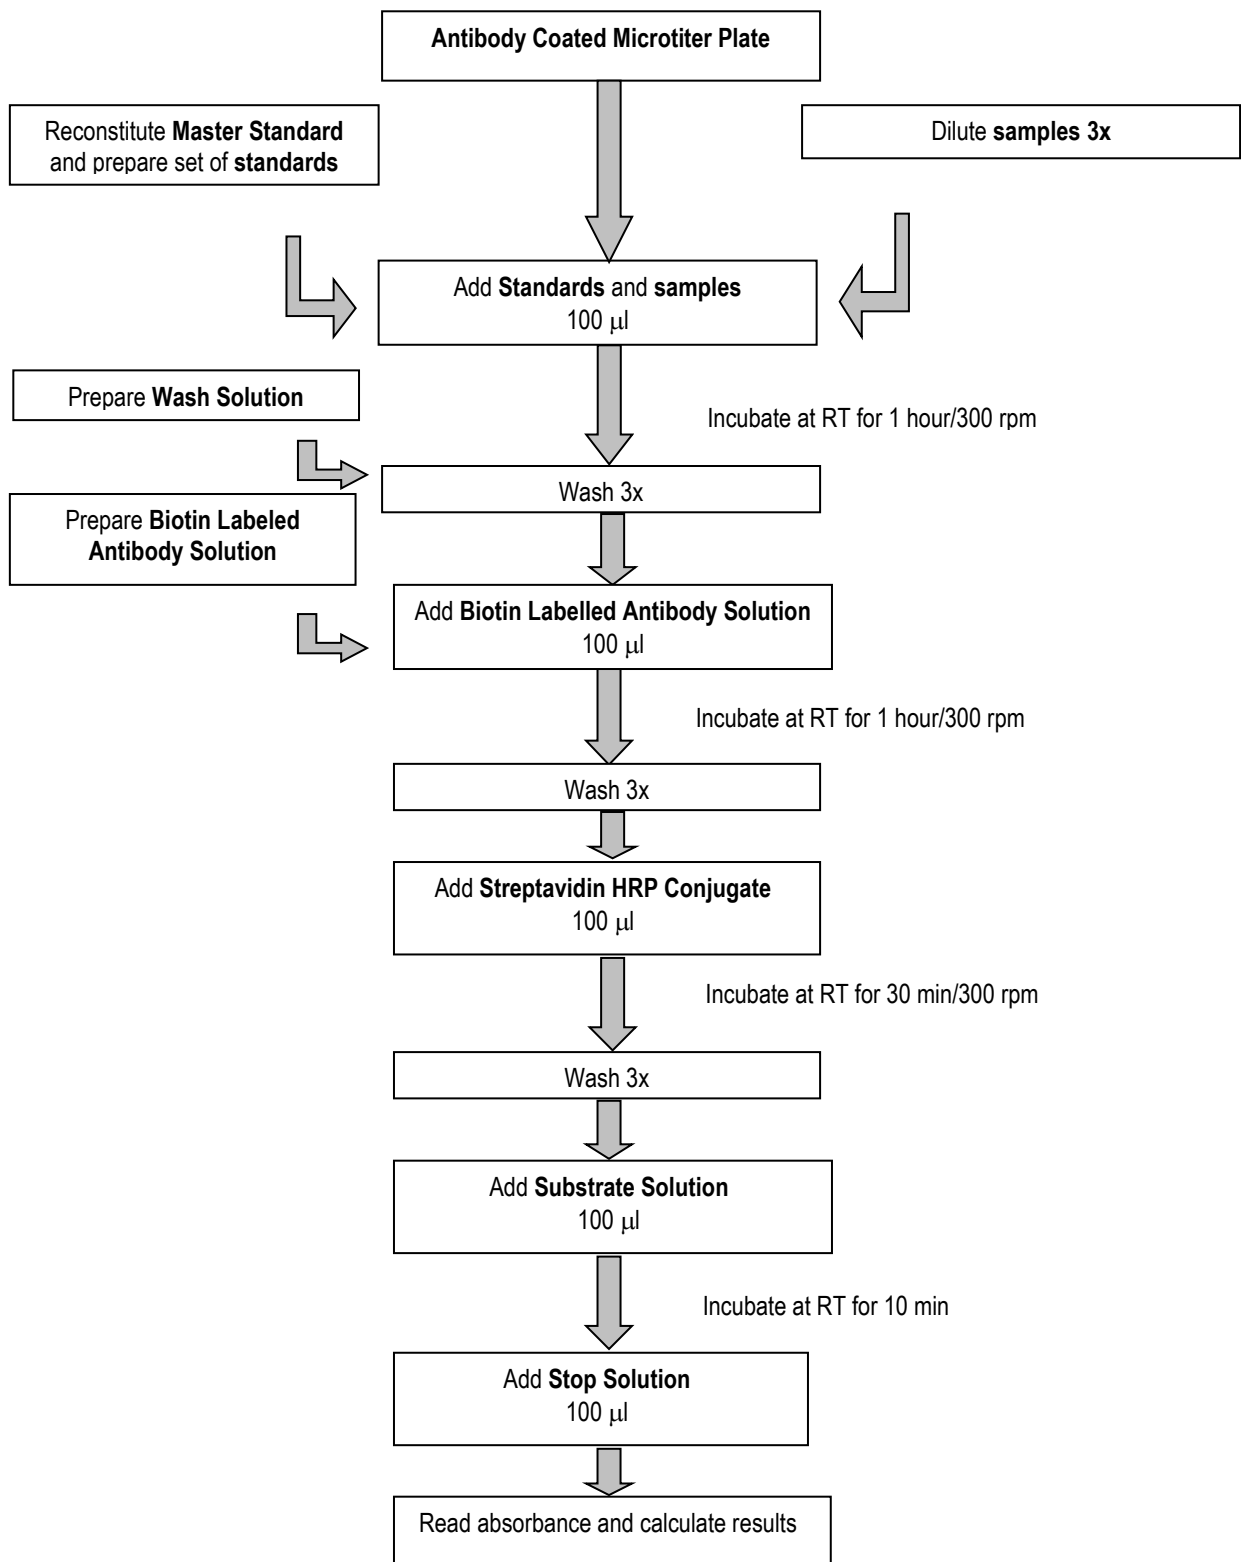 Antibody Coated Microtiter Plate
Reconstitute Master Standard
and prepare set of standards
Dilute samples 3x
Add Standards and samples
100 μl
Prepare Wash Solution
Incubate at RT for 1 hour/300 rpm
Wash 3x
Prepare Biotin Labeled
Antibody Solution
Add Biotin Labelled Antibody Solution
100 μl
Incubate at RT for 1 hour/300 rpm
Wash 3x
Add Streptavidin HRP Conjugate
100 μl
Incubate at RT for 30 min/300 rpm
Wash 3x
Add Substrate Solution
100 μl
Incubate at RT for 10 min
Add Stop Solution
100 μl
Read absorbance and calculate results